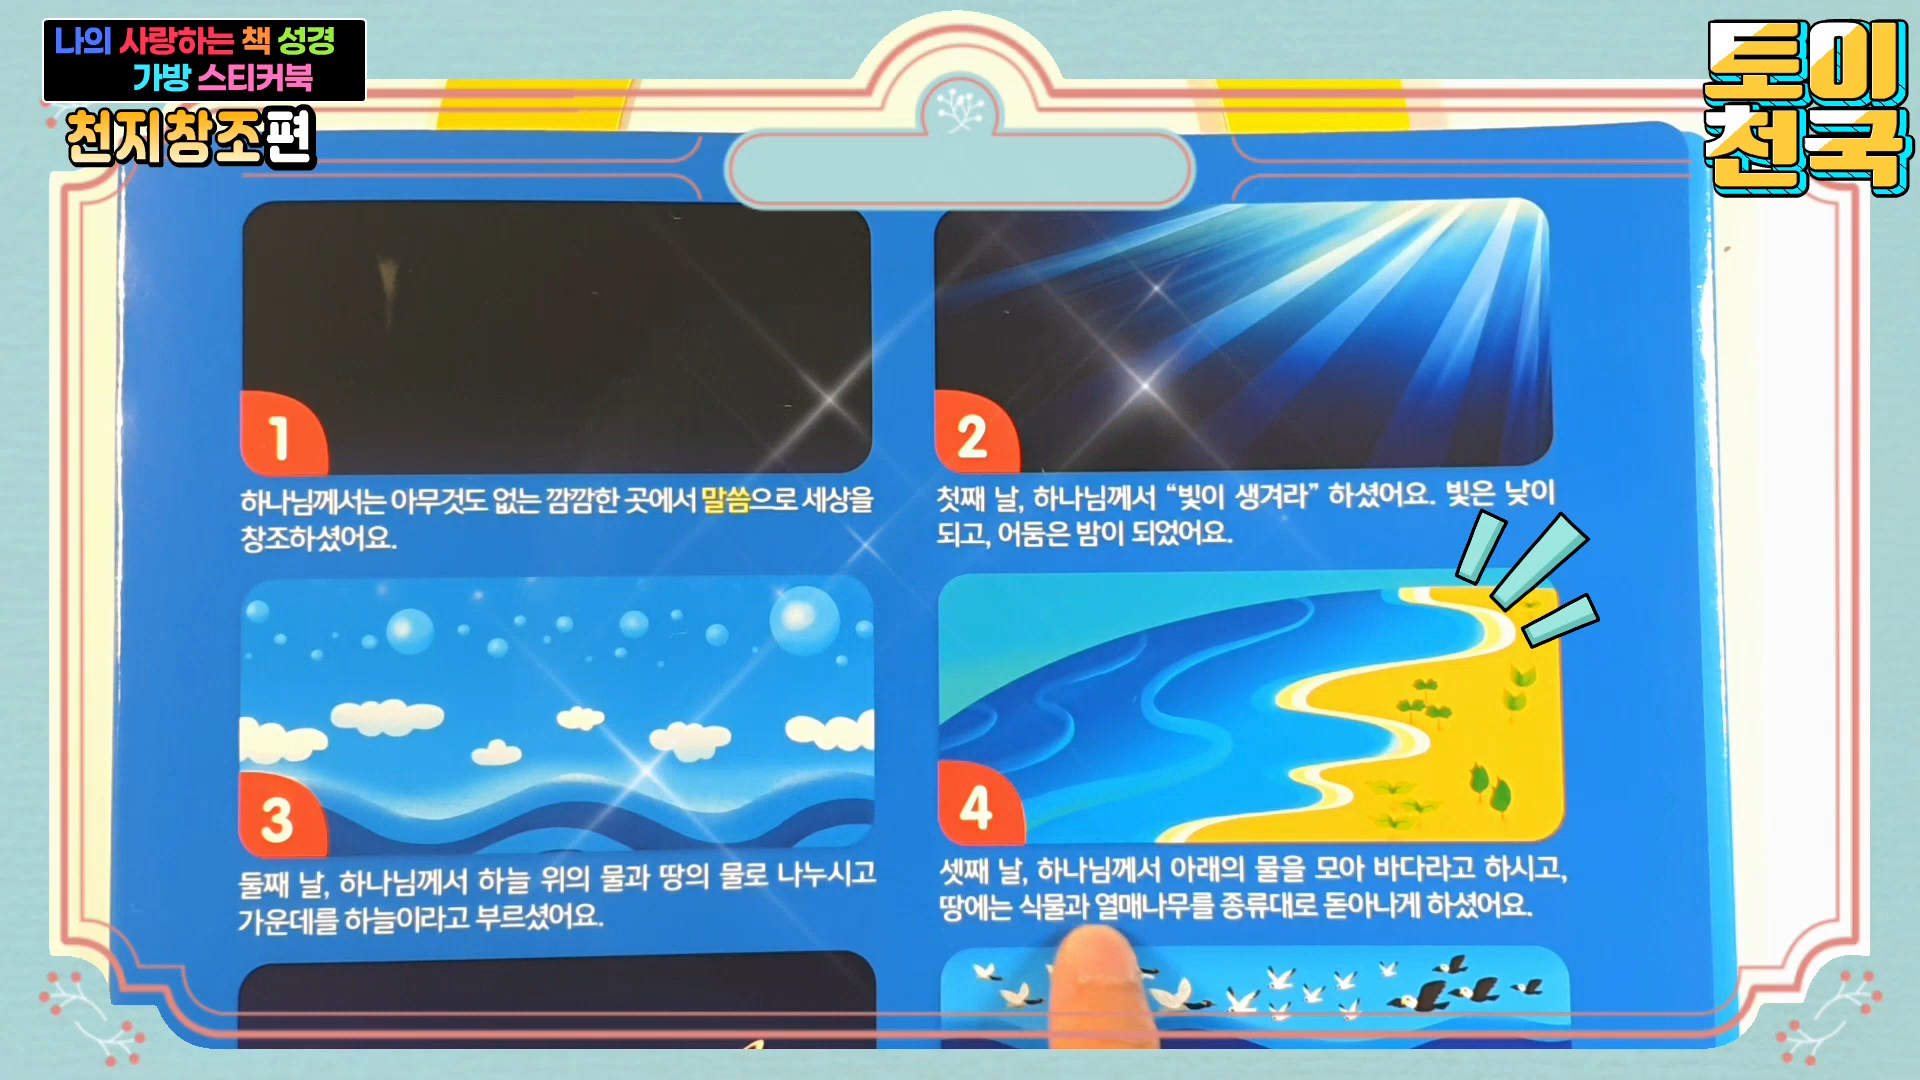 나의 사랑하는 책 성경
가방 스티커북
천지창조편
토이
천국
1
하나님께서는 아무것도 없는 깜깜한 곳에서 말씀으로 세상을
창조하셨어요.
2
첫째 날, 하나님께서 “빛이 생겨라” 하셨어요. 빛은 낮이
되고, 어둠은 밤이 되었어요.
3
둘째 날, 하나님께서 하늘 위의 물과 땅의 물로 나누시고
가운데를 하늘이라고 부르셨어요.
4
셋째 날, 하나님께서 아래의 물을 모아 바다라고 하시고,
땅에는 식물과 열매나무를 종류대로 돋아나게 하셨어요.